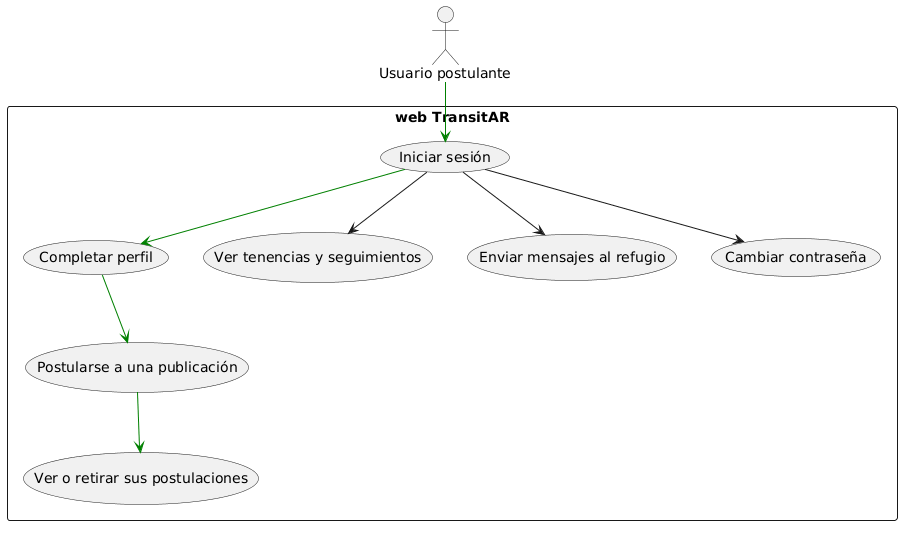 Usuario postulante
web TransitAR
Iniciar sesión
Completar perfil
Ver tenencias y seguimientos
Enviar mensajes al refugio
Cambiar contraseña
Postularse a una publicación
Ver o retirar sus postulaciones